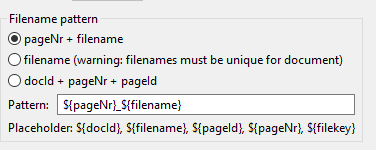 Filename pattern
pageNr + filename
filename (warning: filenames must be unique for document)
docId + pageNr + pageId
Pattern: ${pageNr}_${filename}
Placeholder: ${docId}, ${filename}, ${pageId}, ${pageNr}, ${filekey}